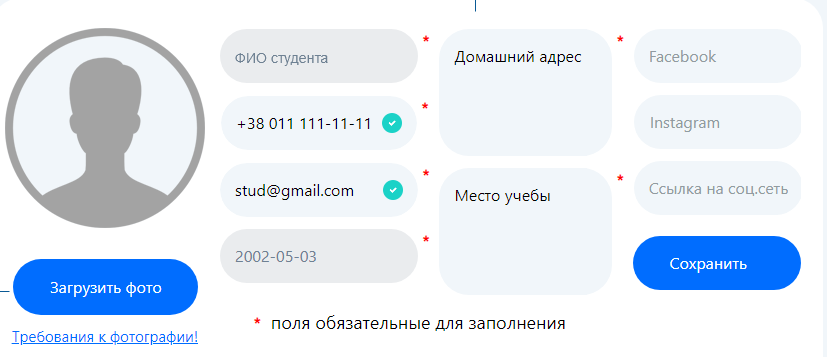 ФИО студента *
+38 011 111-11-11 *
stud@gmail.com *
2002-05-03 *
Домашний адрес *
Место учебы *
Facebook
Instagram
Ссылка на соц.сеть
Сохранить
Загрузить фото
Требования к фотографии!
* поля обязательные для заполнения